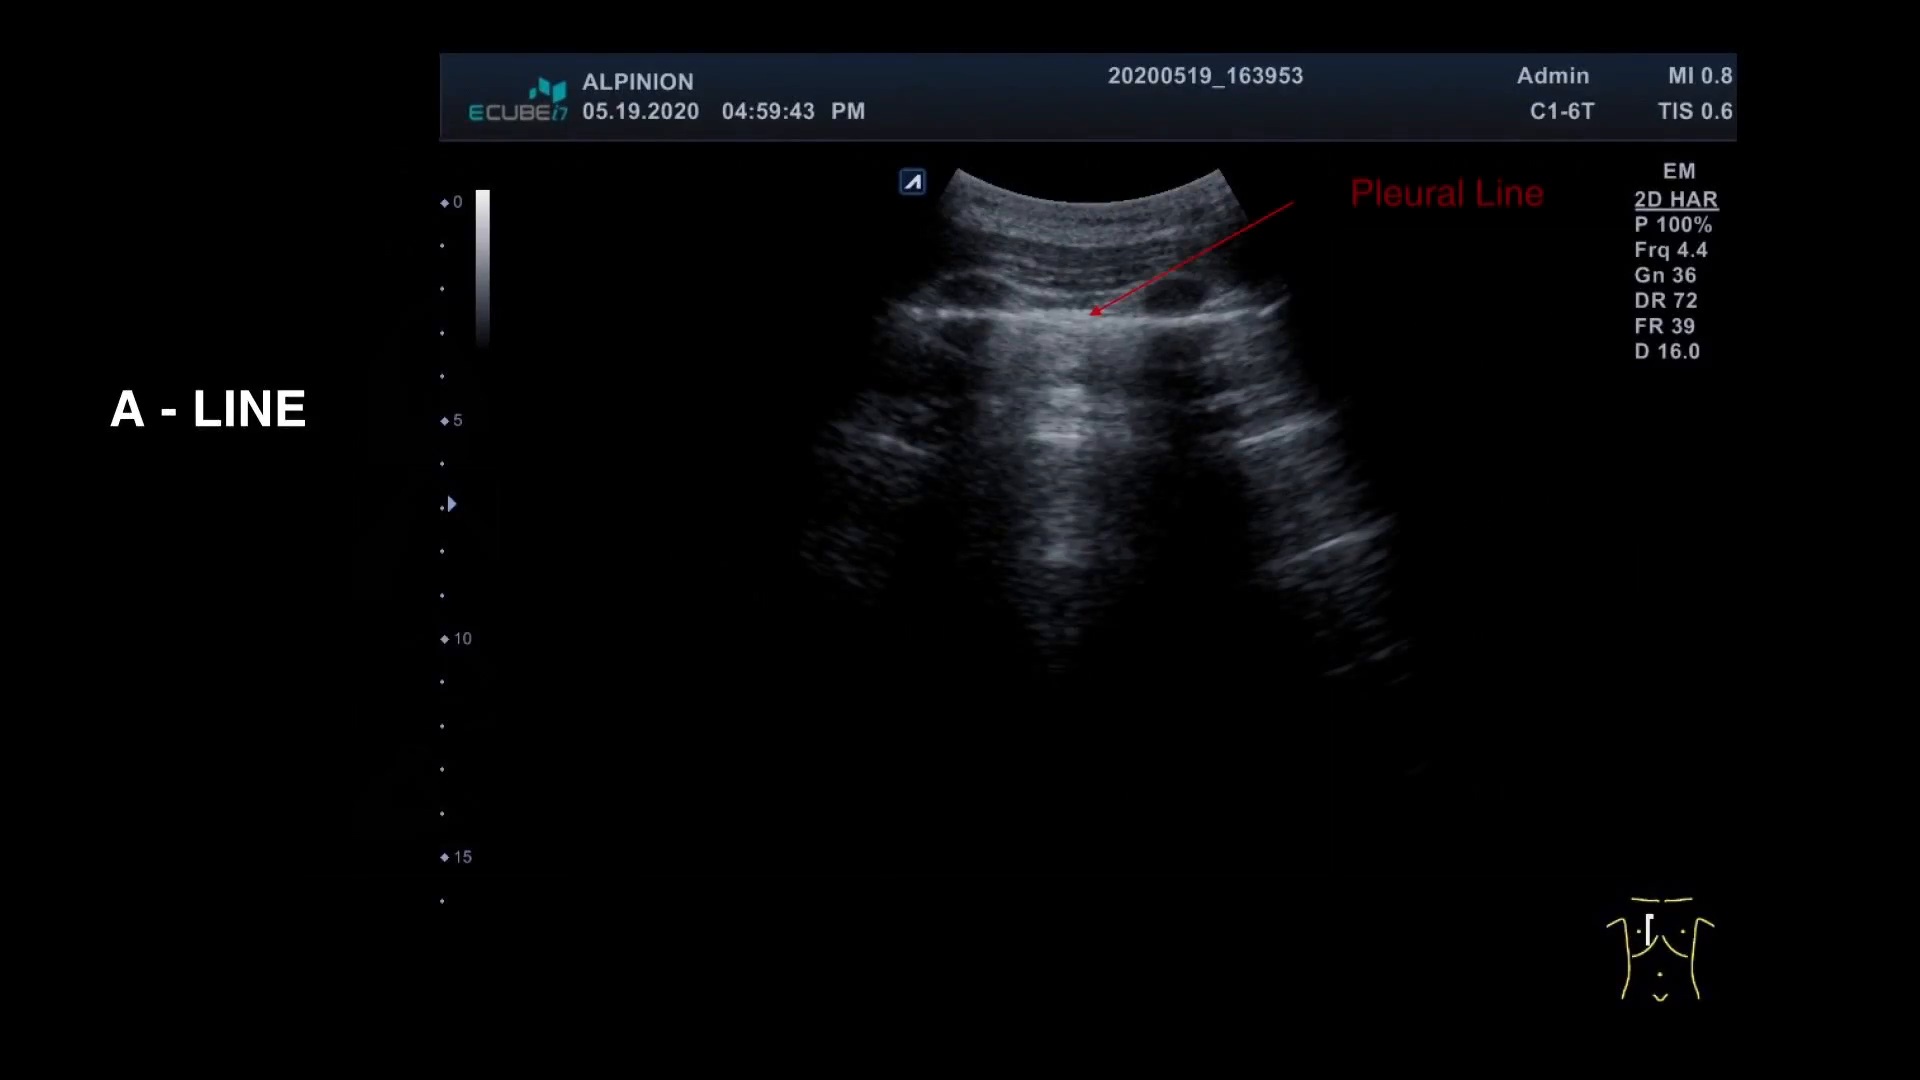 ALPINION
ECUBEi7
05.19.2020 04:59:43 PM
20200519_163953
Admin
MI 0.8
C1-6T
TIS 0.6
EM
2D HAR
P 100%
Frq 4.4
Gn 36
DR 72
FR 39
D 16.0
Pleural Line
A - LINE
0
5
10
15